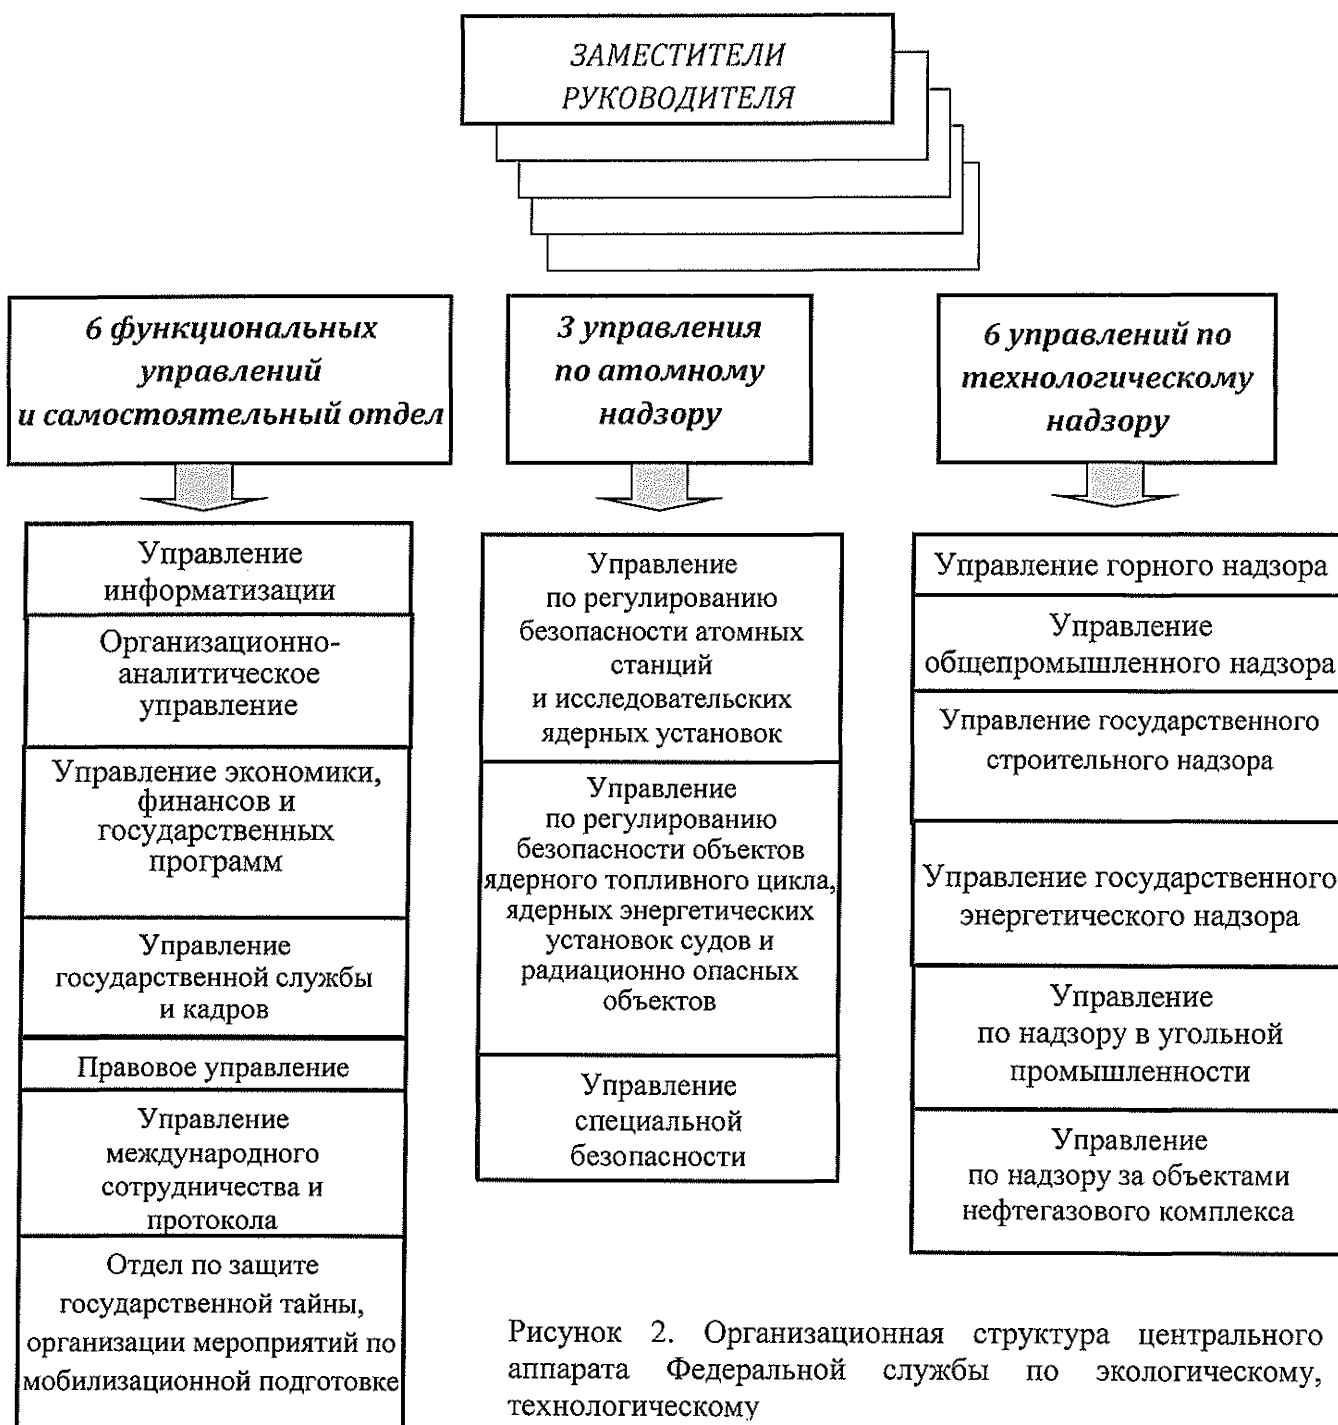 ЗАМЕСТИТЕЛИ
РУКОВОДИТЕЛЯ
6 функциональных
управлений
и самостоятельный отдел
3 управления
по атомному
надзору
6 управлений по
технологическому
надзору
Управление
информатизации
Организационно-
аналитическое
управление
Управление экономики,
финансов и
государственных
программ
Управление
государственной службы
и кадров
Правовое управление
Управление
международного
сотрудничества и
протокола
Отдел по защите
государственной тайны,
организации мероприятий по
мобилизационной подготовке
Управление
по регулированию
безопасности атомных
станций
и исследовательских
ядерных установок
Управление
по регулированию
безопасности объектов
ядерного топливного цикла,
ядерных энергетических
установок судов и
радиационно опасных
объектов
Управление
специальной
безопасности
Управление горного надзора
Управление
общепромышленного надзора
Управление государственного
строительного надзора
Управление государственного
энергетического надзора
Управление
по надзору в угольной
промышленности
Управление
по надзору за объектами
нефтегазового комплекса
Рисунок 2. Организационная структура центрального
аппарата Федеральной службы по экологическому,
технологическому